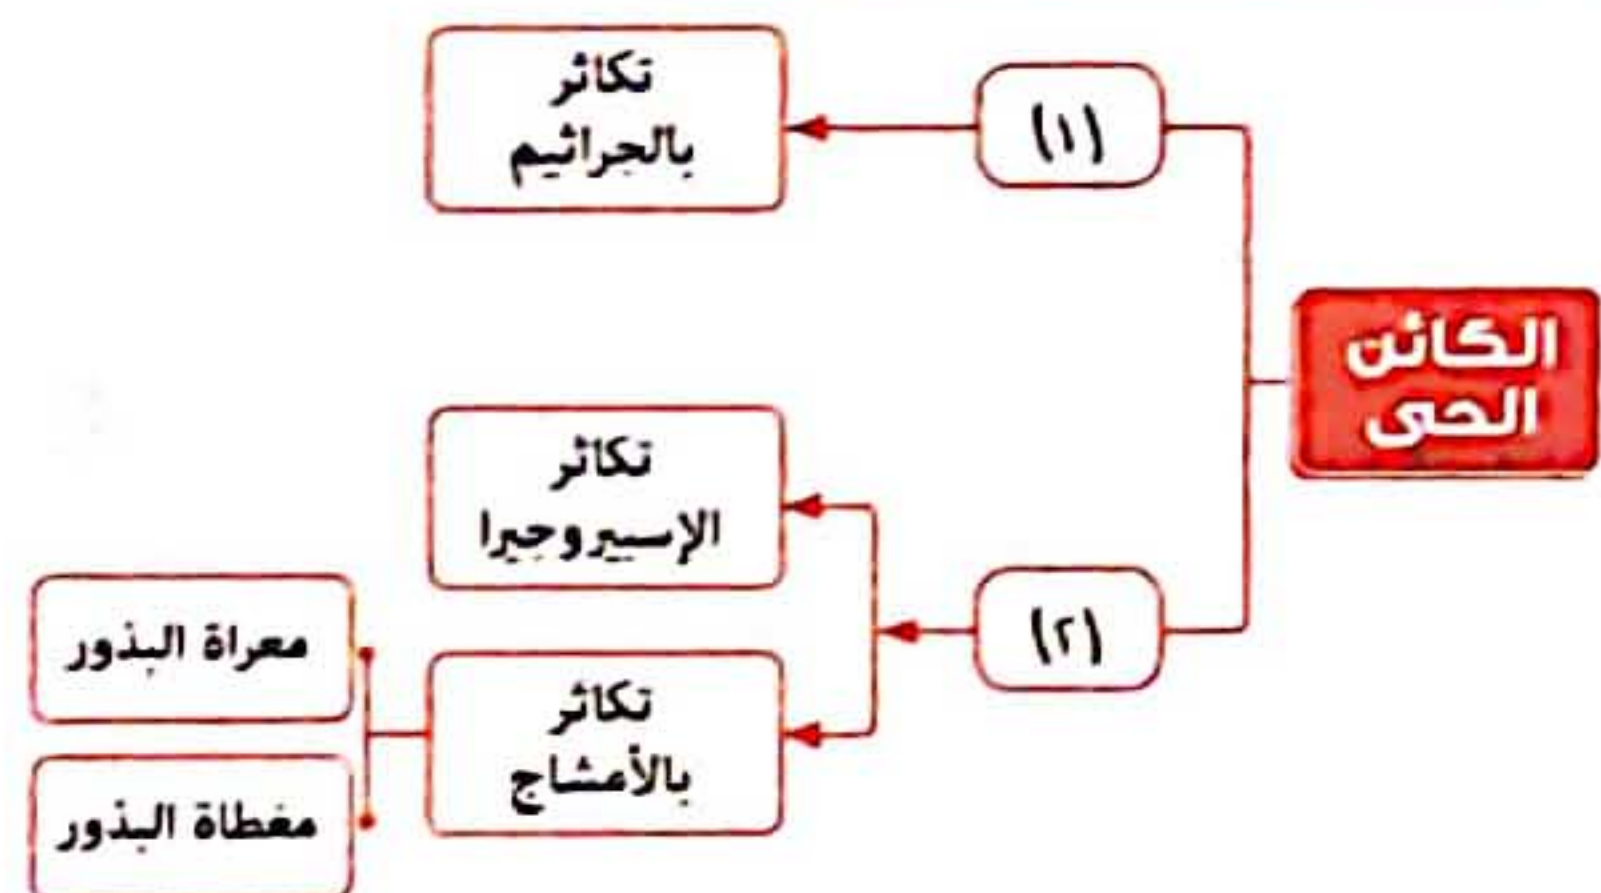 الكائن
الحى
(١)
تكاثر
بالجراثيم
(٢)
تكاثر
الإسبيروجيرا
تكاثر
بالأمشاج
معراة البذور
مغطاة البذور